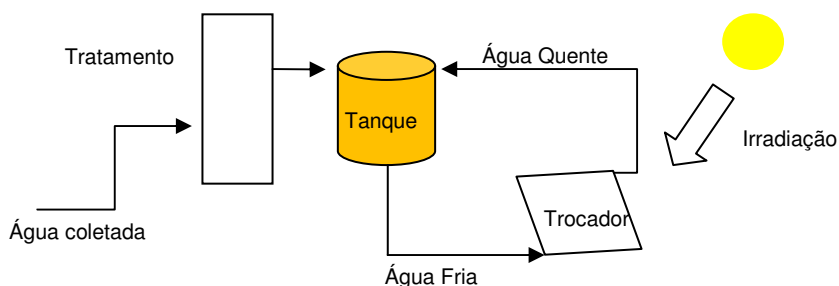 Tratamento
Água Quente
Tanque
Irradiação
Água coletada
Trocador
Água Fria